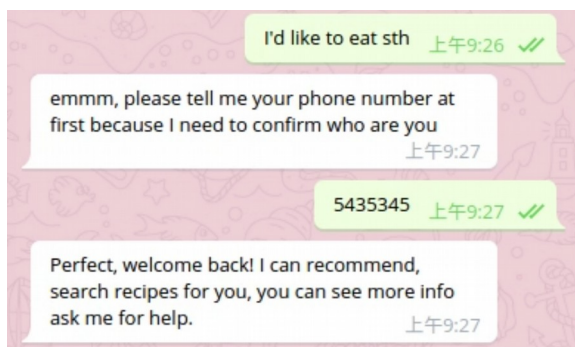 I'd like to eat sth 上午9:26
emmm, please tell me your phone number at
first because I need to confirm who are you
上午9:27
5435345 上午9:27
Perfect, welcome back! I can recommend,
search recipes for you, you can see more info
ask me for help.
上午9:27